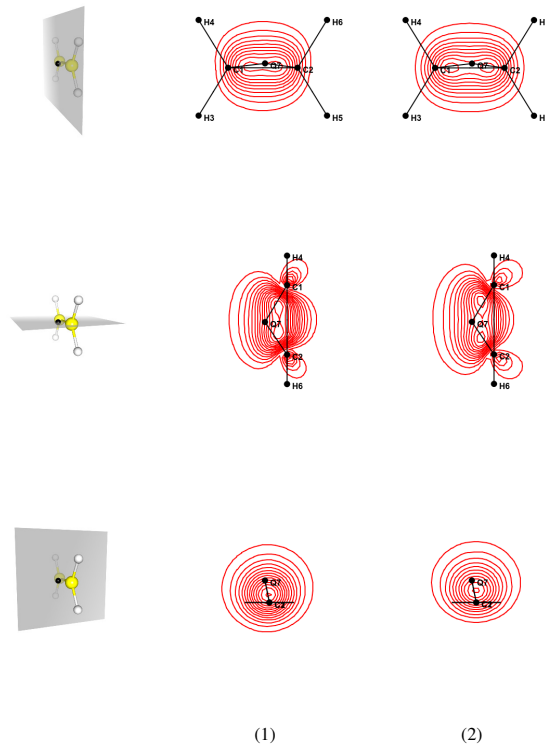 H4 H6 H4 H
C1 Q7 C2 C1 Q7 C2
H3 H5 H3 H
H4 H4
C1 C1
Q7 Q7
C2 C2
H6 H6
Q7 Q7
C2 C2
(1) (2)